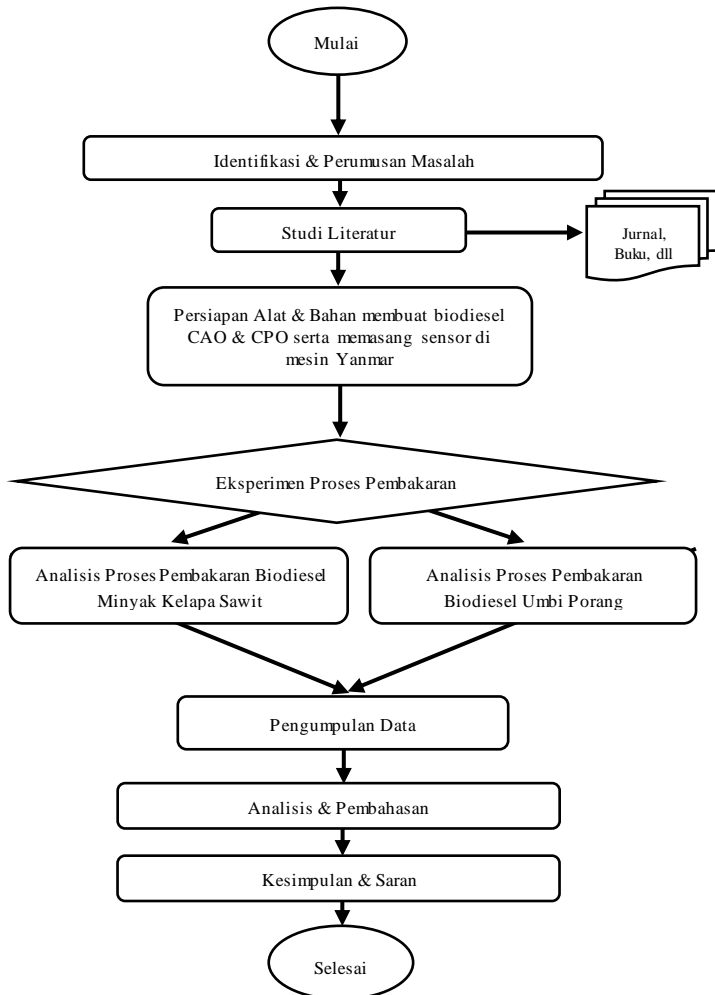 Mulai
Identifikasi & Perumusan Masalah
Studi Literatur
Jurnal,
Buku, dll
Persiapan Alat & Bahan membuat biodiesel
CAO & CPO serta memasang sensor di
mesin Yanmar
Eksperimen Proses Pembakaran
Analisis Proses Pembakaran Biodiesel
Minyak Kelapa Sawit
Analisis Proses Pembakaran
Biodiesel Umbi Porang
Pengumpulan Data
Analisis & Pembahasan
Kesimpulan & Saran
Selesai